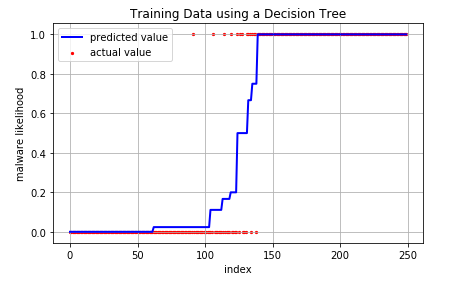 Training Data using a Decision Tree
predicted value
actual value
malware likelihood
1.0
0.8
0.6
0.4
0.2
0.0
0
50
100
150
200
250
index